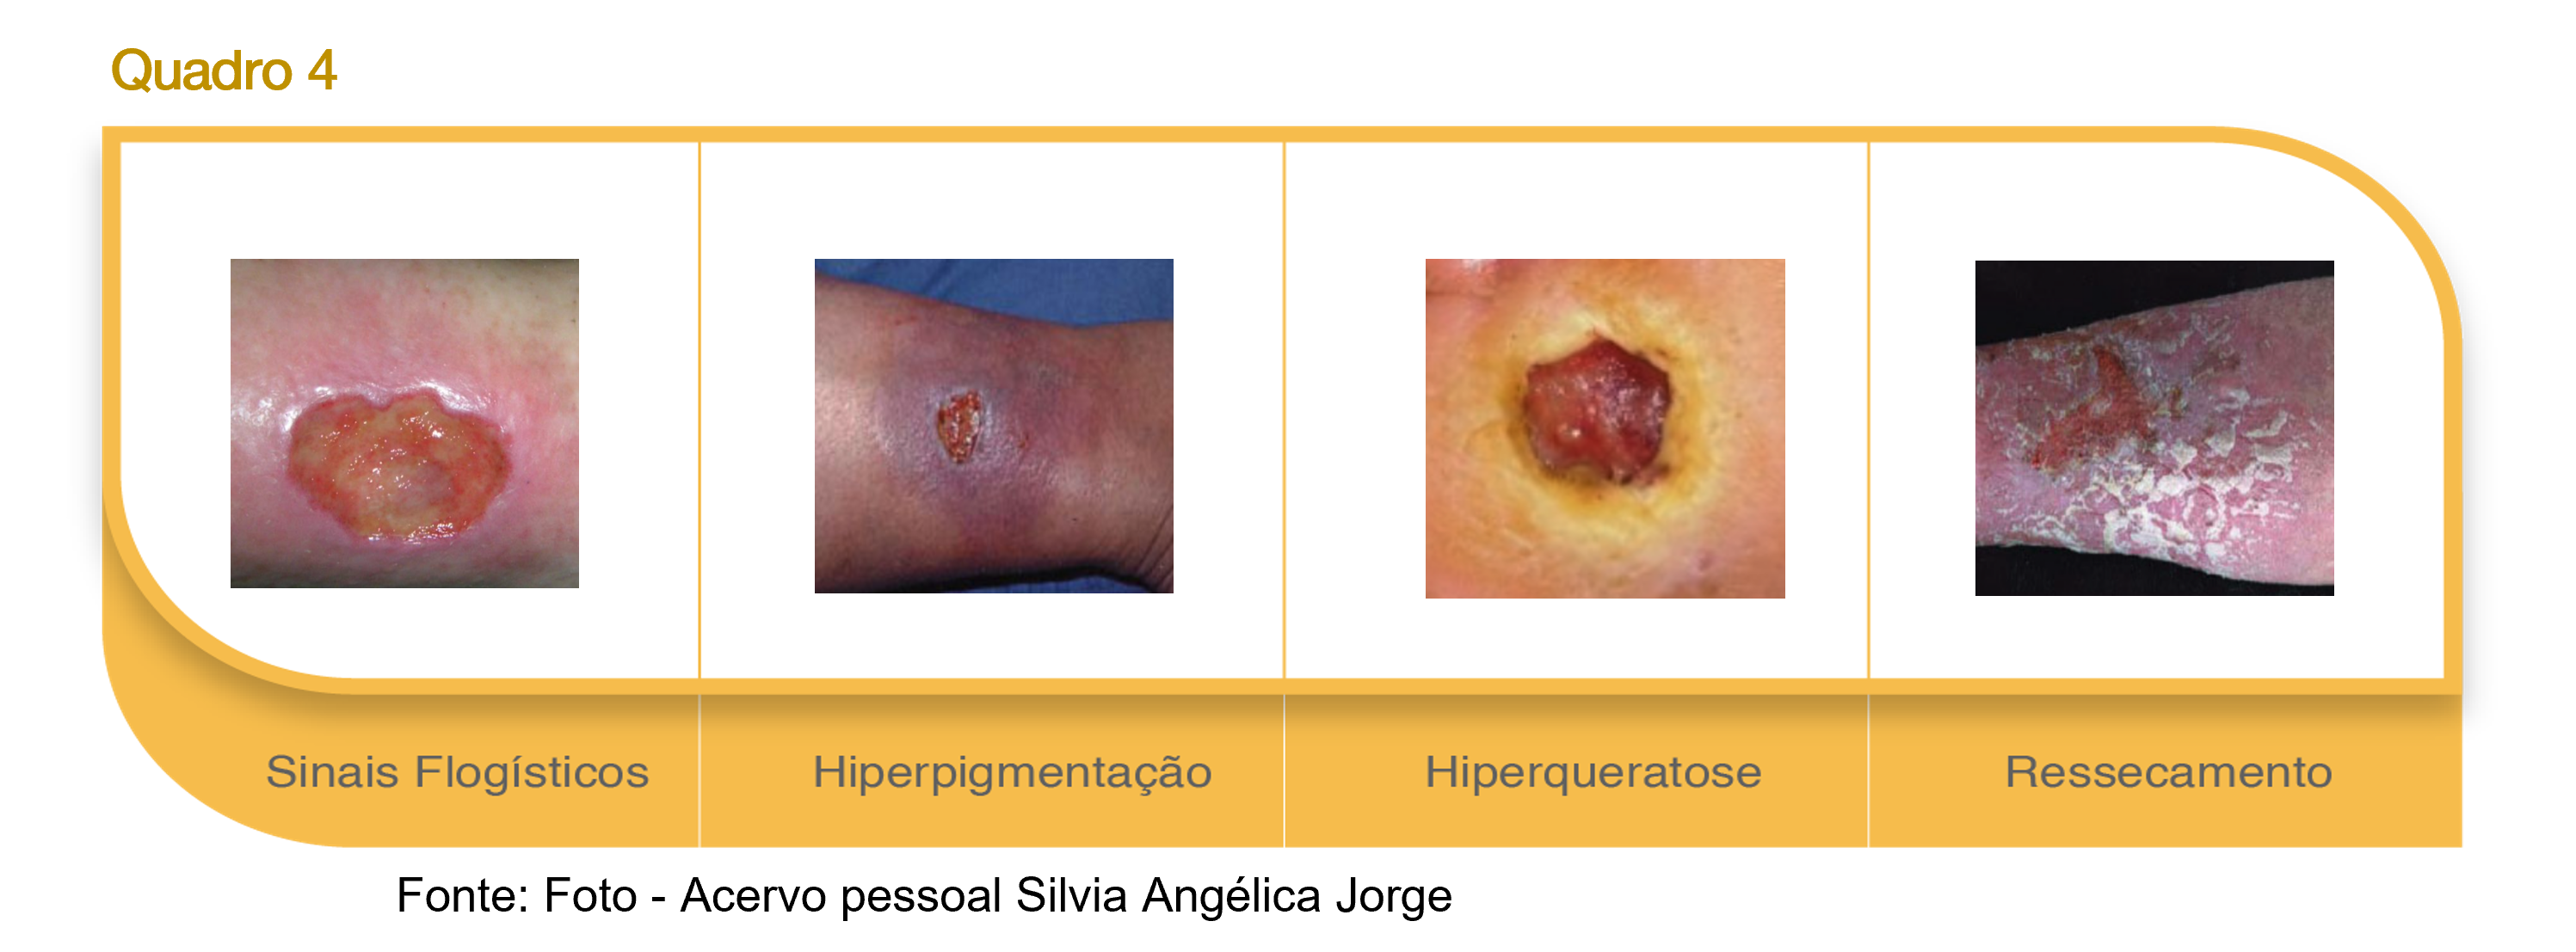 Quadro 4
Sinais Flogísticos
Hiperpigmentação
Hiperqueratose
Ressecamento
Fonte: Foto - Acervo pessoal Silvia Angélica Jorge